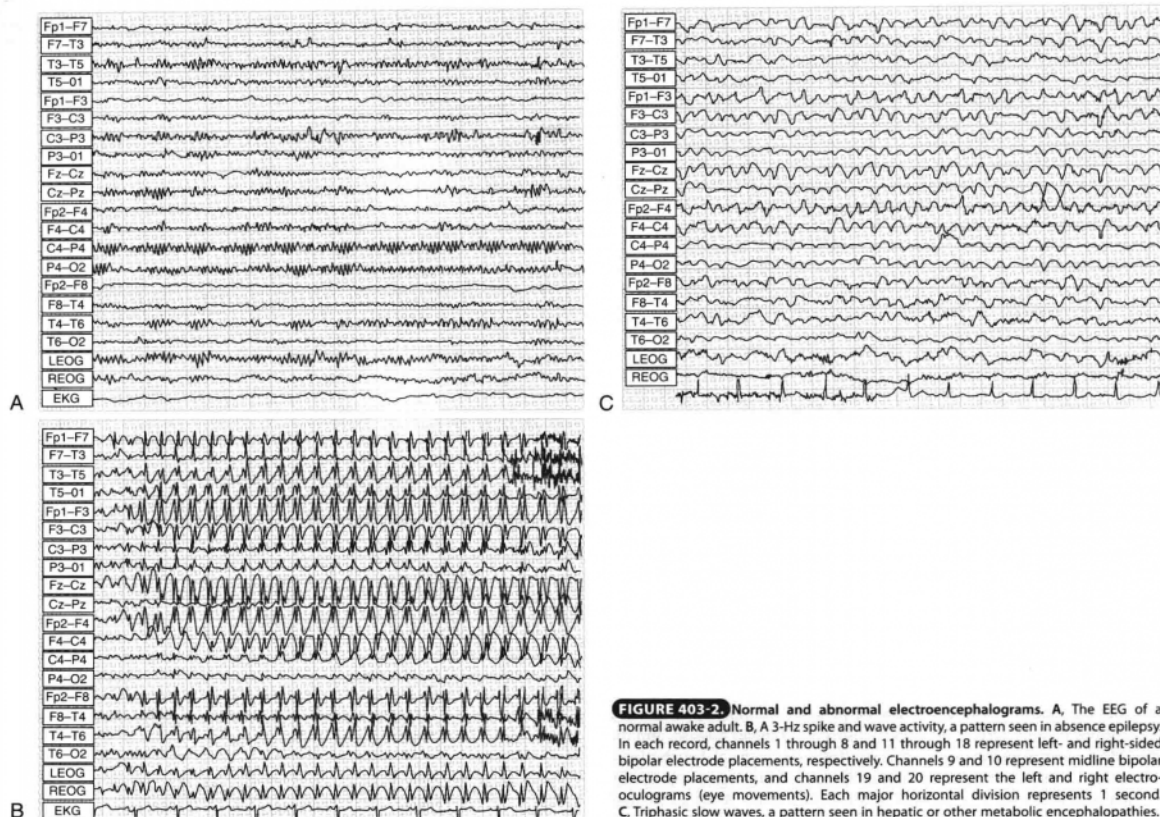 Fp1–F7
F7–T3
T3–T5
T5–01
Fp1–F3
F3–C3
C3–P3
P3–01
Fz–Cz
Cz–Pz
Fp2–F4
F4–C4
C4–P4
P4–O2
Fp2–F8
F8–T4
T4–T6
T6–O2
LEOG
REOG
EKG
A
Fp1–F7
F7–T3
T3–T5
T5–01
Fp1–F3
F3–C3
C3–P3
P3–01
Fz–Cz
Cz–Pz
Fp2–F4
F4–C4
C4–P4
P4–O2
Fp2–F8
F8–T4
T4–T6
T6–O2
LEOG
REOG
C
Fp1–F7
F7–T3
T3–T5
T5–01
Fp1–F3
F3–C3
C3–P3
P3–01
Fz–Cz
Cz–Pz
Fp2–F4
F4–C4
C4–P4
P4–O2
Fp2–F8
F8–T4
T4–T6
T6–O2
LEOG
REOG
EKG
B
FIGURE 403-2. Normal and abnormal electroencephalograms. A, The EEG of a
normal awake adult. B, A 3-Hz spike and wave activity, a pattern seen in absence epilepsy
In each record, channels 1 through 8 and 11 through 18 represent left- and right-sided
bipolar electrode placements, respectively. Channels 9 and 10 represent midline bipolar
electrode placements, and channels 19 and 20 represent the left and right electro-
oculograms (eye movements). Each major horizontal division represents 1 second
C, Triphasic slow waves, a pattern seen in hepatic or other metabolic encephalopathies.